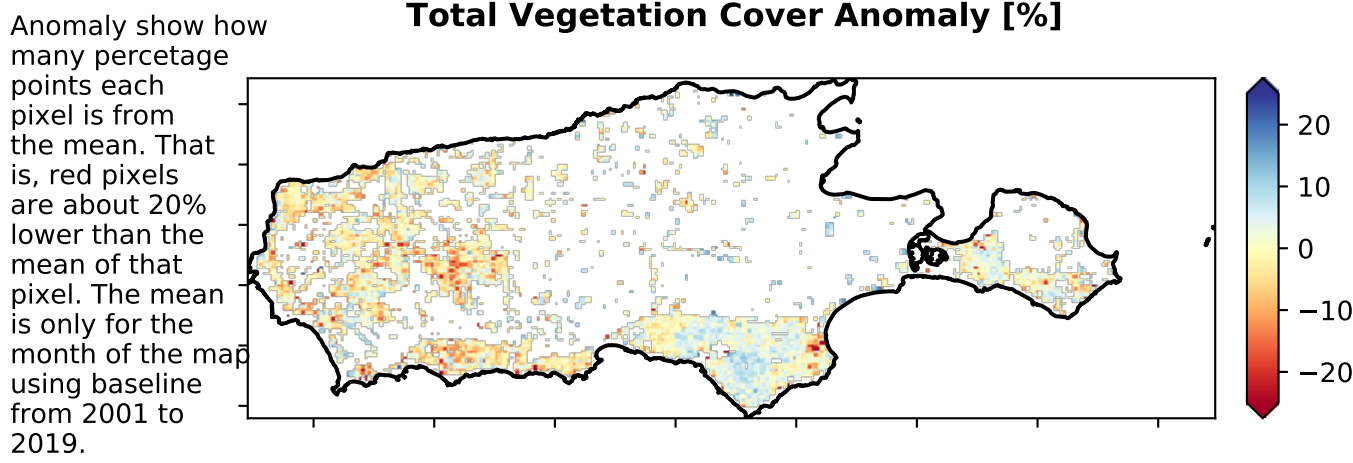 Total Vegetation Cover Anomaly [%]
Anomaly show how
many percetage
points each
pixel is from
the mean. That
is, red pixels
are about 20%
lower than the
mean of that
pixel. The mean
is only for the
month of the map
using baseline
from 2001 to
2019.
20
10
0
−10
−20